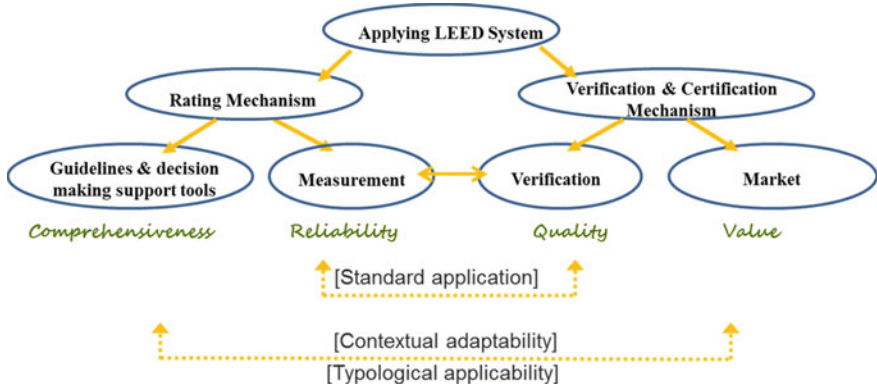 Applying LEED System
Rating Mechanism
Verification & Certification
Mechanism
Guidelines & decision
making support tools
Measurement
Verification
Market
Comprehensiveness
Reliability
Quality
Value
[Standard application]
[Contextual adaptability]
[Typological applicability]